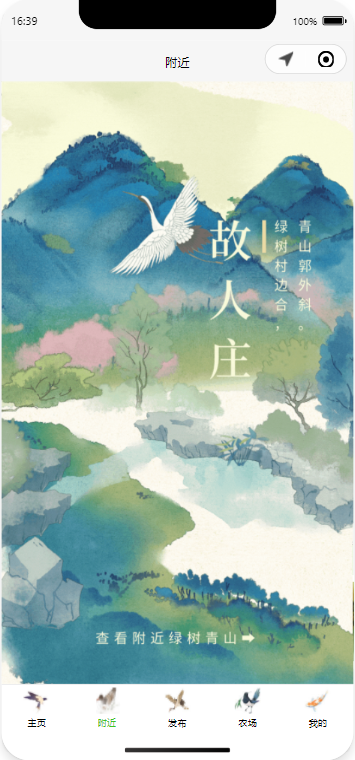 16:39
100%
附近
故人庄
绿树村边合，
青山郭外斜。
查看附近绿树青山➡
主页
附近
发布
农场
我的